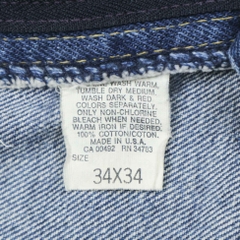 WASH WARM,
TUMBLE DRY MEDIUM.
WASH DARK & RED
COLORS SEPARATELY.
ONLY NON-CHLORINE
BLEACH WHEN NEEDED.
WARM IRON IF DESIRED.
100% COTTON/COTON.
MADE IN U.S.A.
CA 00492 RN 34783
SIZE
34X34